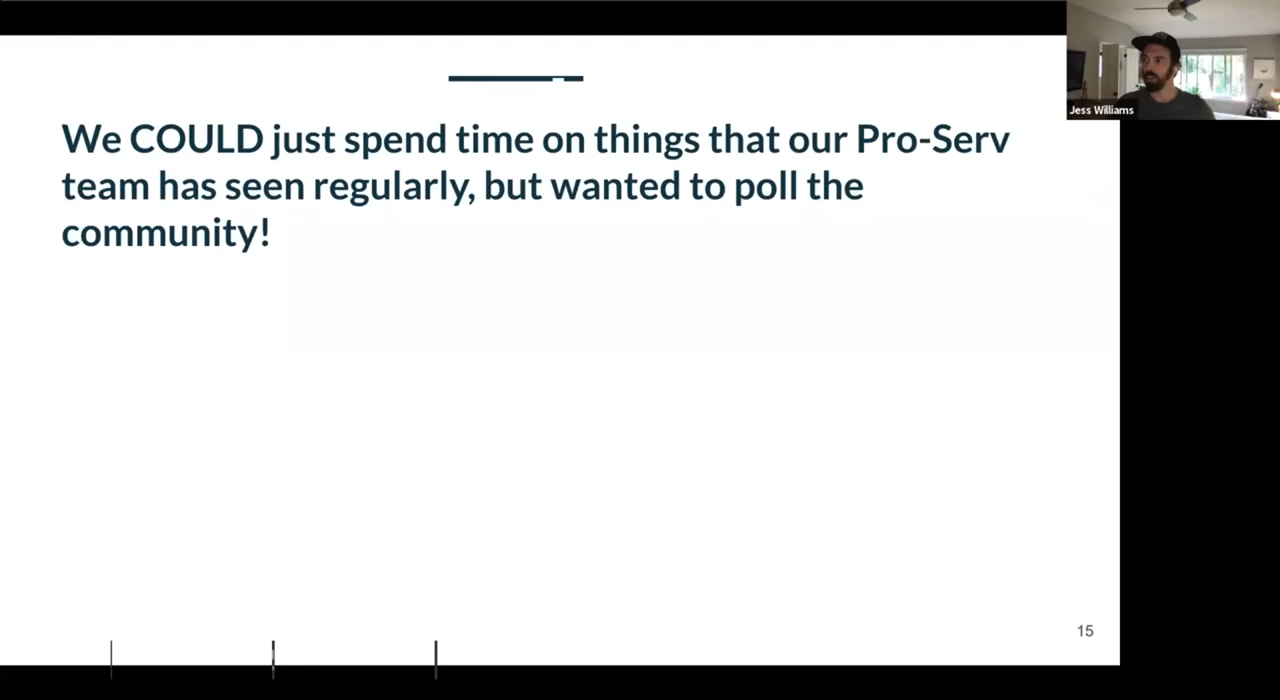 We COULD just spend time on things that our Pro-Serv
team has seen regularly, but wanted to poll the
community!
Jess Williams
15